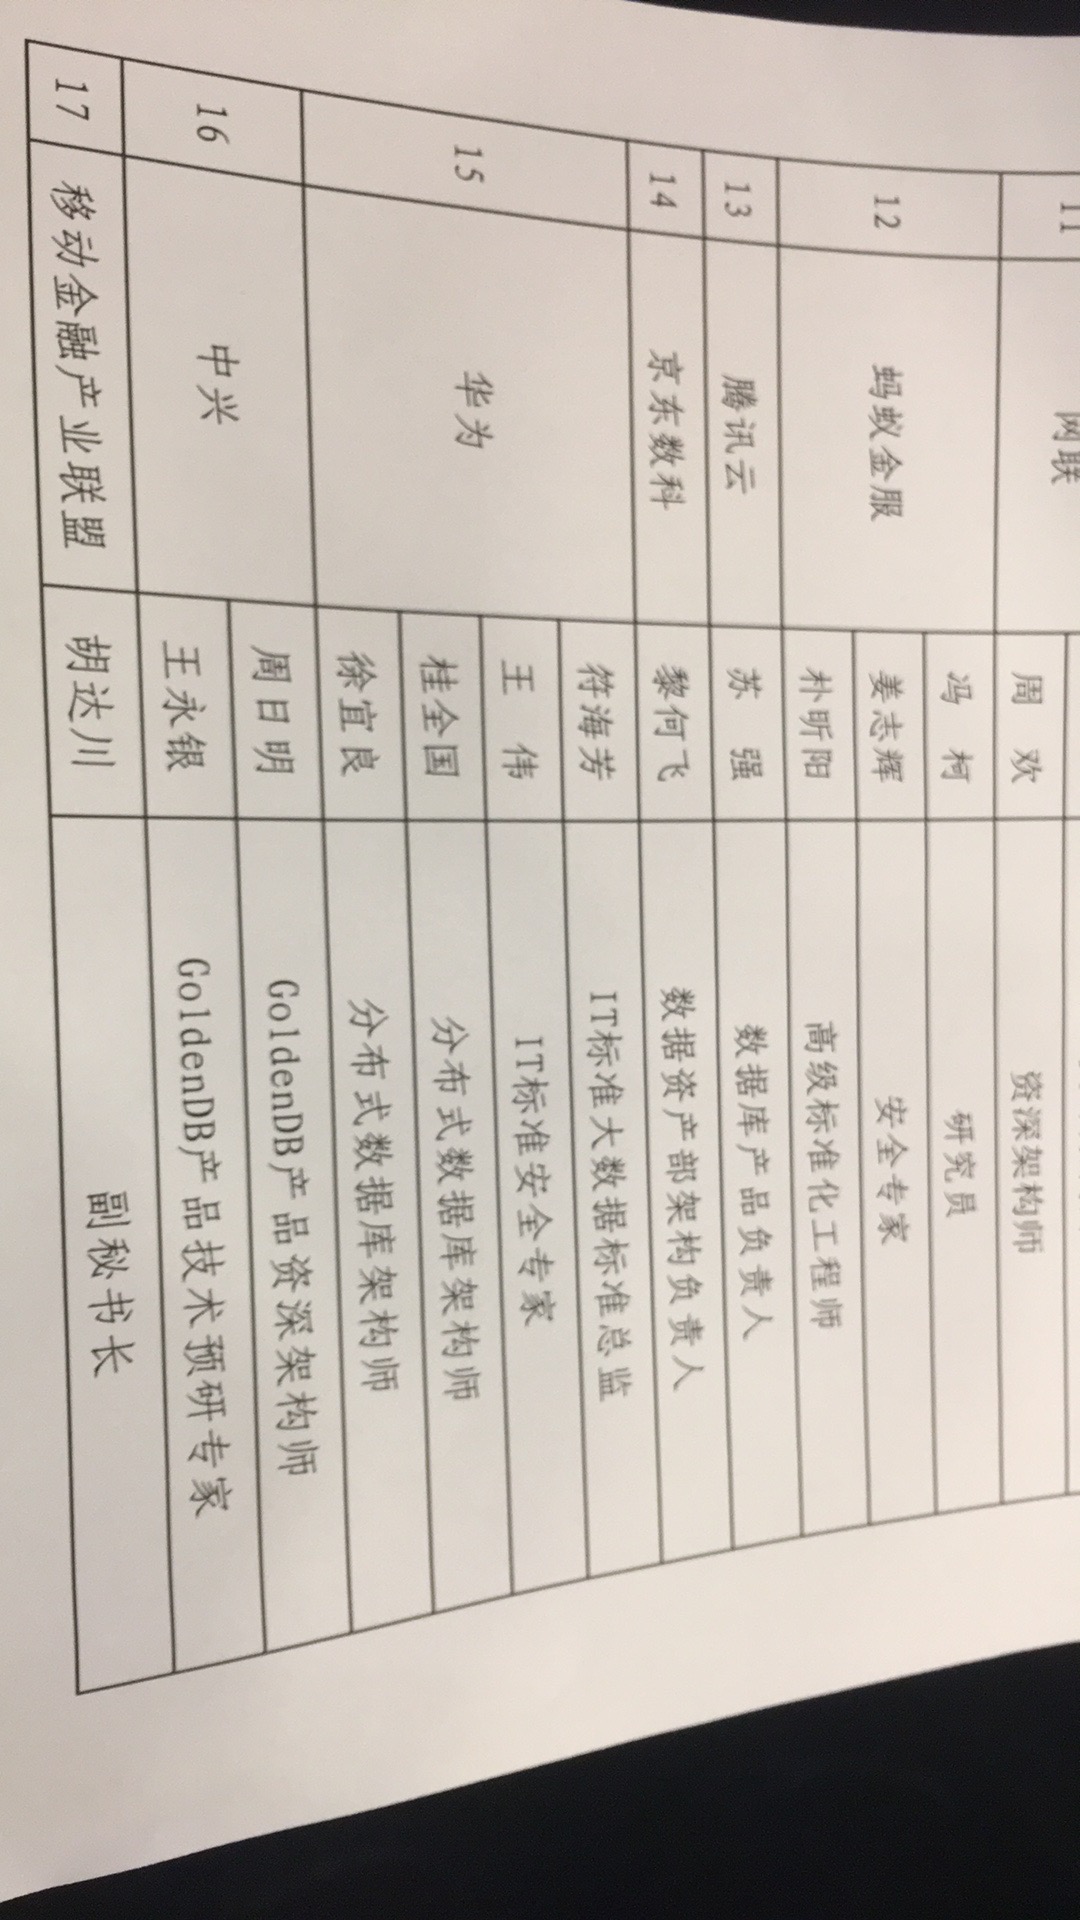 11 网联 周欢 资深架构师
12 蚂蚁金服 冯柯 研究员
姜志辉 安全专家
朴昕阳 高级标准化工程师
13 腾讯云 苏强 数据库产品负责人
14 京东数科 黎何飞 数据资产部架构负责人
15 华为 符海芳 IT标准大数据标准总监
王伟 IT标准安全专家
桂全国 分布式数据库架构师
徐宜良 分布式数据库架构师
16 中兴 周日明 GoldenDB产品资深架构师
王永银 GoldenDB产品技术预研专家
17 移动金融产业联盟 胡达川 副秘书长